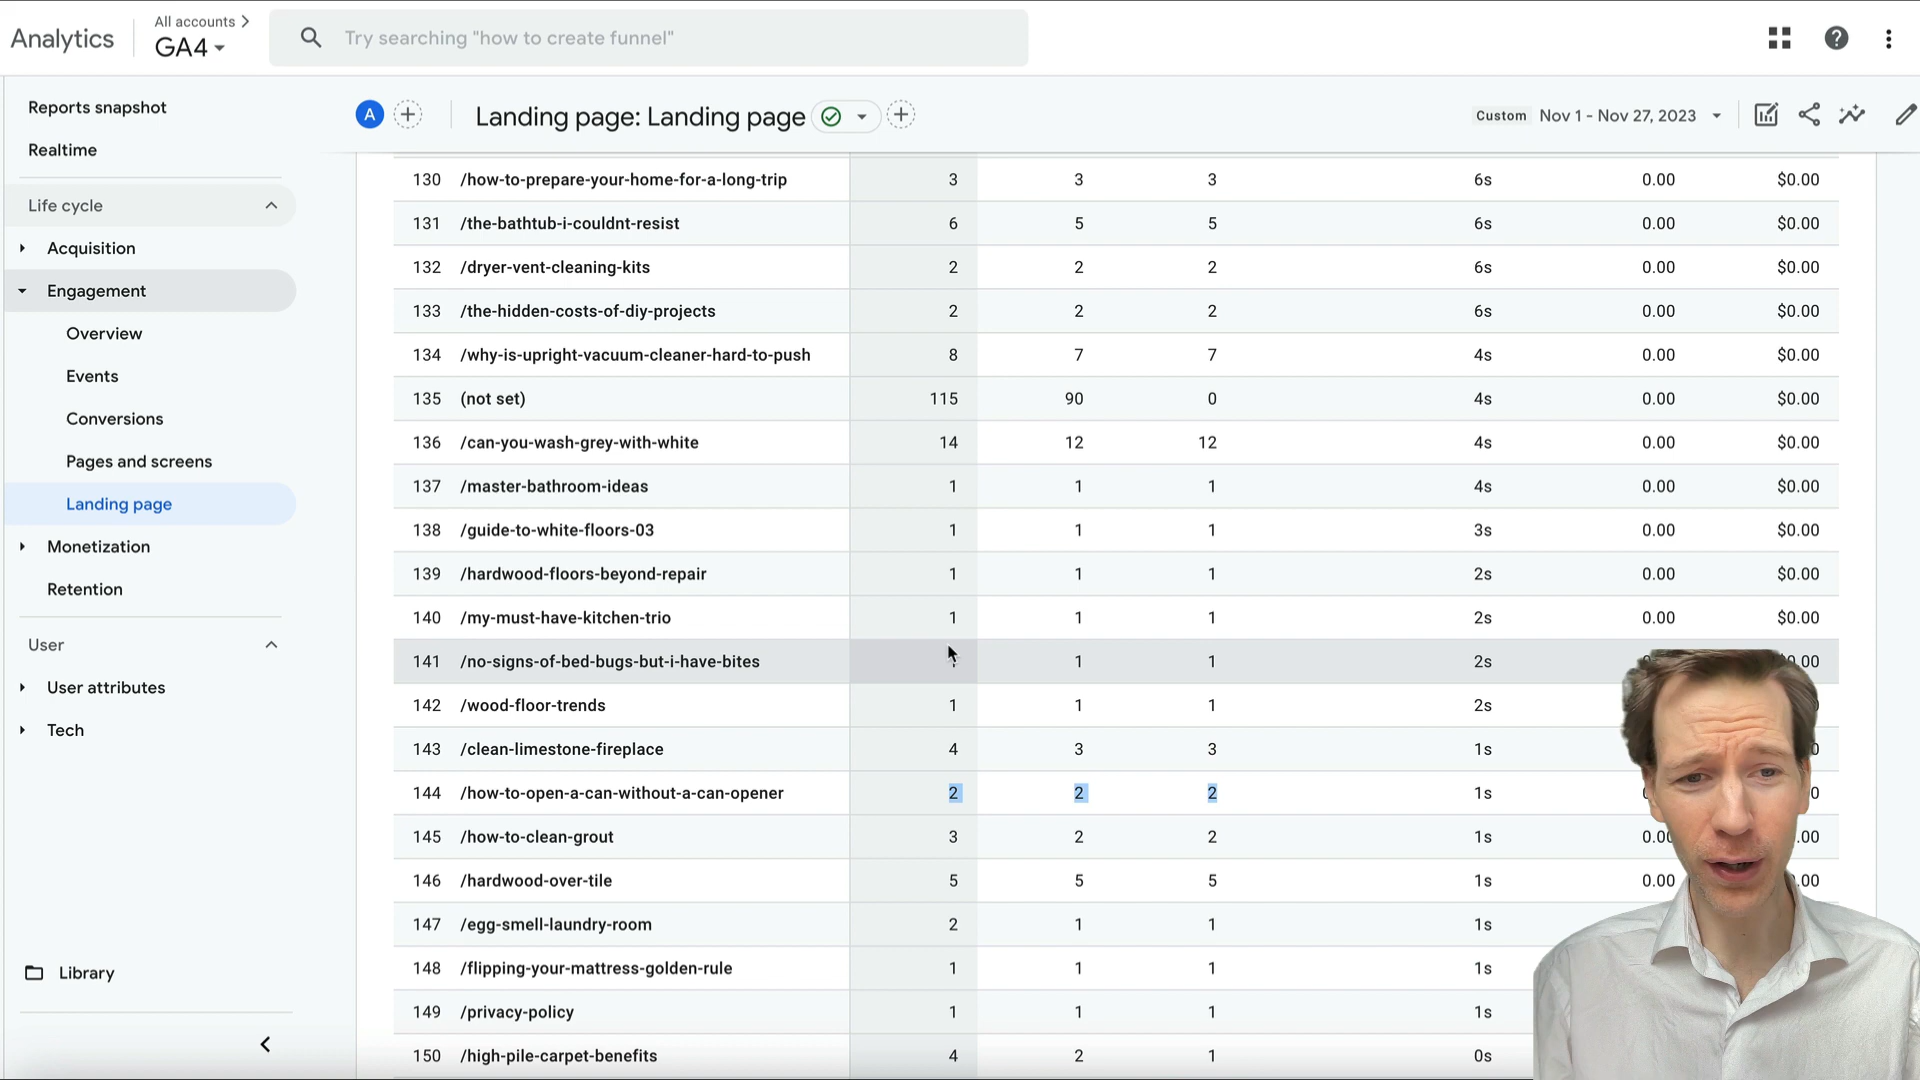 Analytics
All accounts
GA4
Try searching "how to create funnel"
Reports snapshot
Realtime
Life cycle
Acquisition
Engagement
Overview
Events
Conversions
Pages and screens
Landing page
Monetization
Retention
User
User attributes
Tech
Library
A
Landing page: Landing page
Custom Nov 1 - Nov 27, 2023
130 /how-to-prepare-your-home-for-a-long-trip 3 3 3 6s 0.00 $0.00
131 /the-bathtub-i-couldnt-resist 6 5 5 6s 0.00 $0.00
132 /dryer-vent-cleaning-kits 2 2 2 6s 0.00 $0.00
133 /the-hidden-costs-of-diy-projects 2 2 2 6s 0.00 $0.00
134 /why-is-upright-vacuum-cleaner-hard-to-push 8 7 7 4s 0.00 $0.00
135 (not set) 115 90 0 4s 0.00 $0.00
136 /can-you-wash-grey-with-white 14 12 12 4s 0.00 $0.00
137 /master-bathroom-ideas 1 1 1 4s 0.00 $0.00
138 /guide-to-white-floors-03 1 1 1 3s 0.00 $0.00
139 /hardwood-floors-beyond-repair 1 1 1 2s 0.00 $0.00
140 /my-must-have-kitchen-trio 1 1 1 2s 0.00 $0.00
141 /no-signs-of-bed-bugs-but-i-have-bites 1 1 2s
142 /wood-floor-trends 1 1 1 2s
143 /clean-limestone-fireplace 4 3 3 1s
144 /how-to-open-a-can-without-a-can-opener 2 2 2 1s
145 /how-to-clean-grout 3 2 2 1s
146 /hardwood-over-tile 5 5 5 1s 0.00
147 /egg-smell-laundry-room 2 1 1 1s
148 /flipping-your-mattress-golden-rule 1 1 1 1s
149 /privacy-policy 1 1 1 1s
150 /high-pile-carpet-benefits 4 2 1 0s